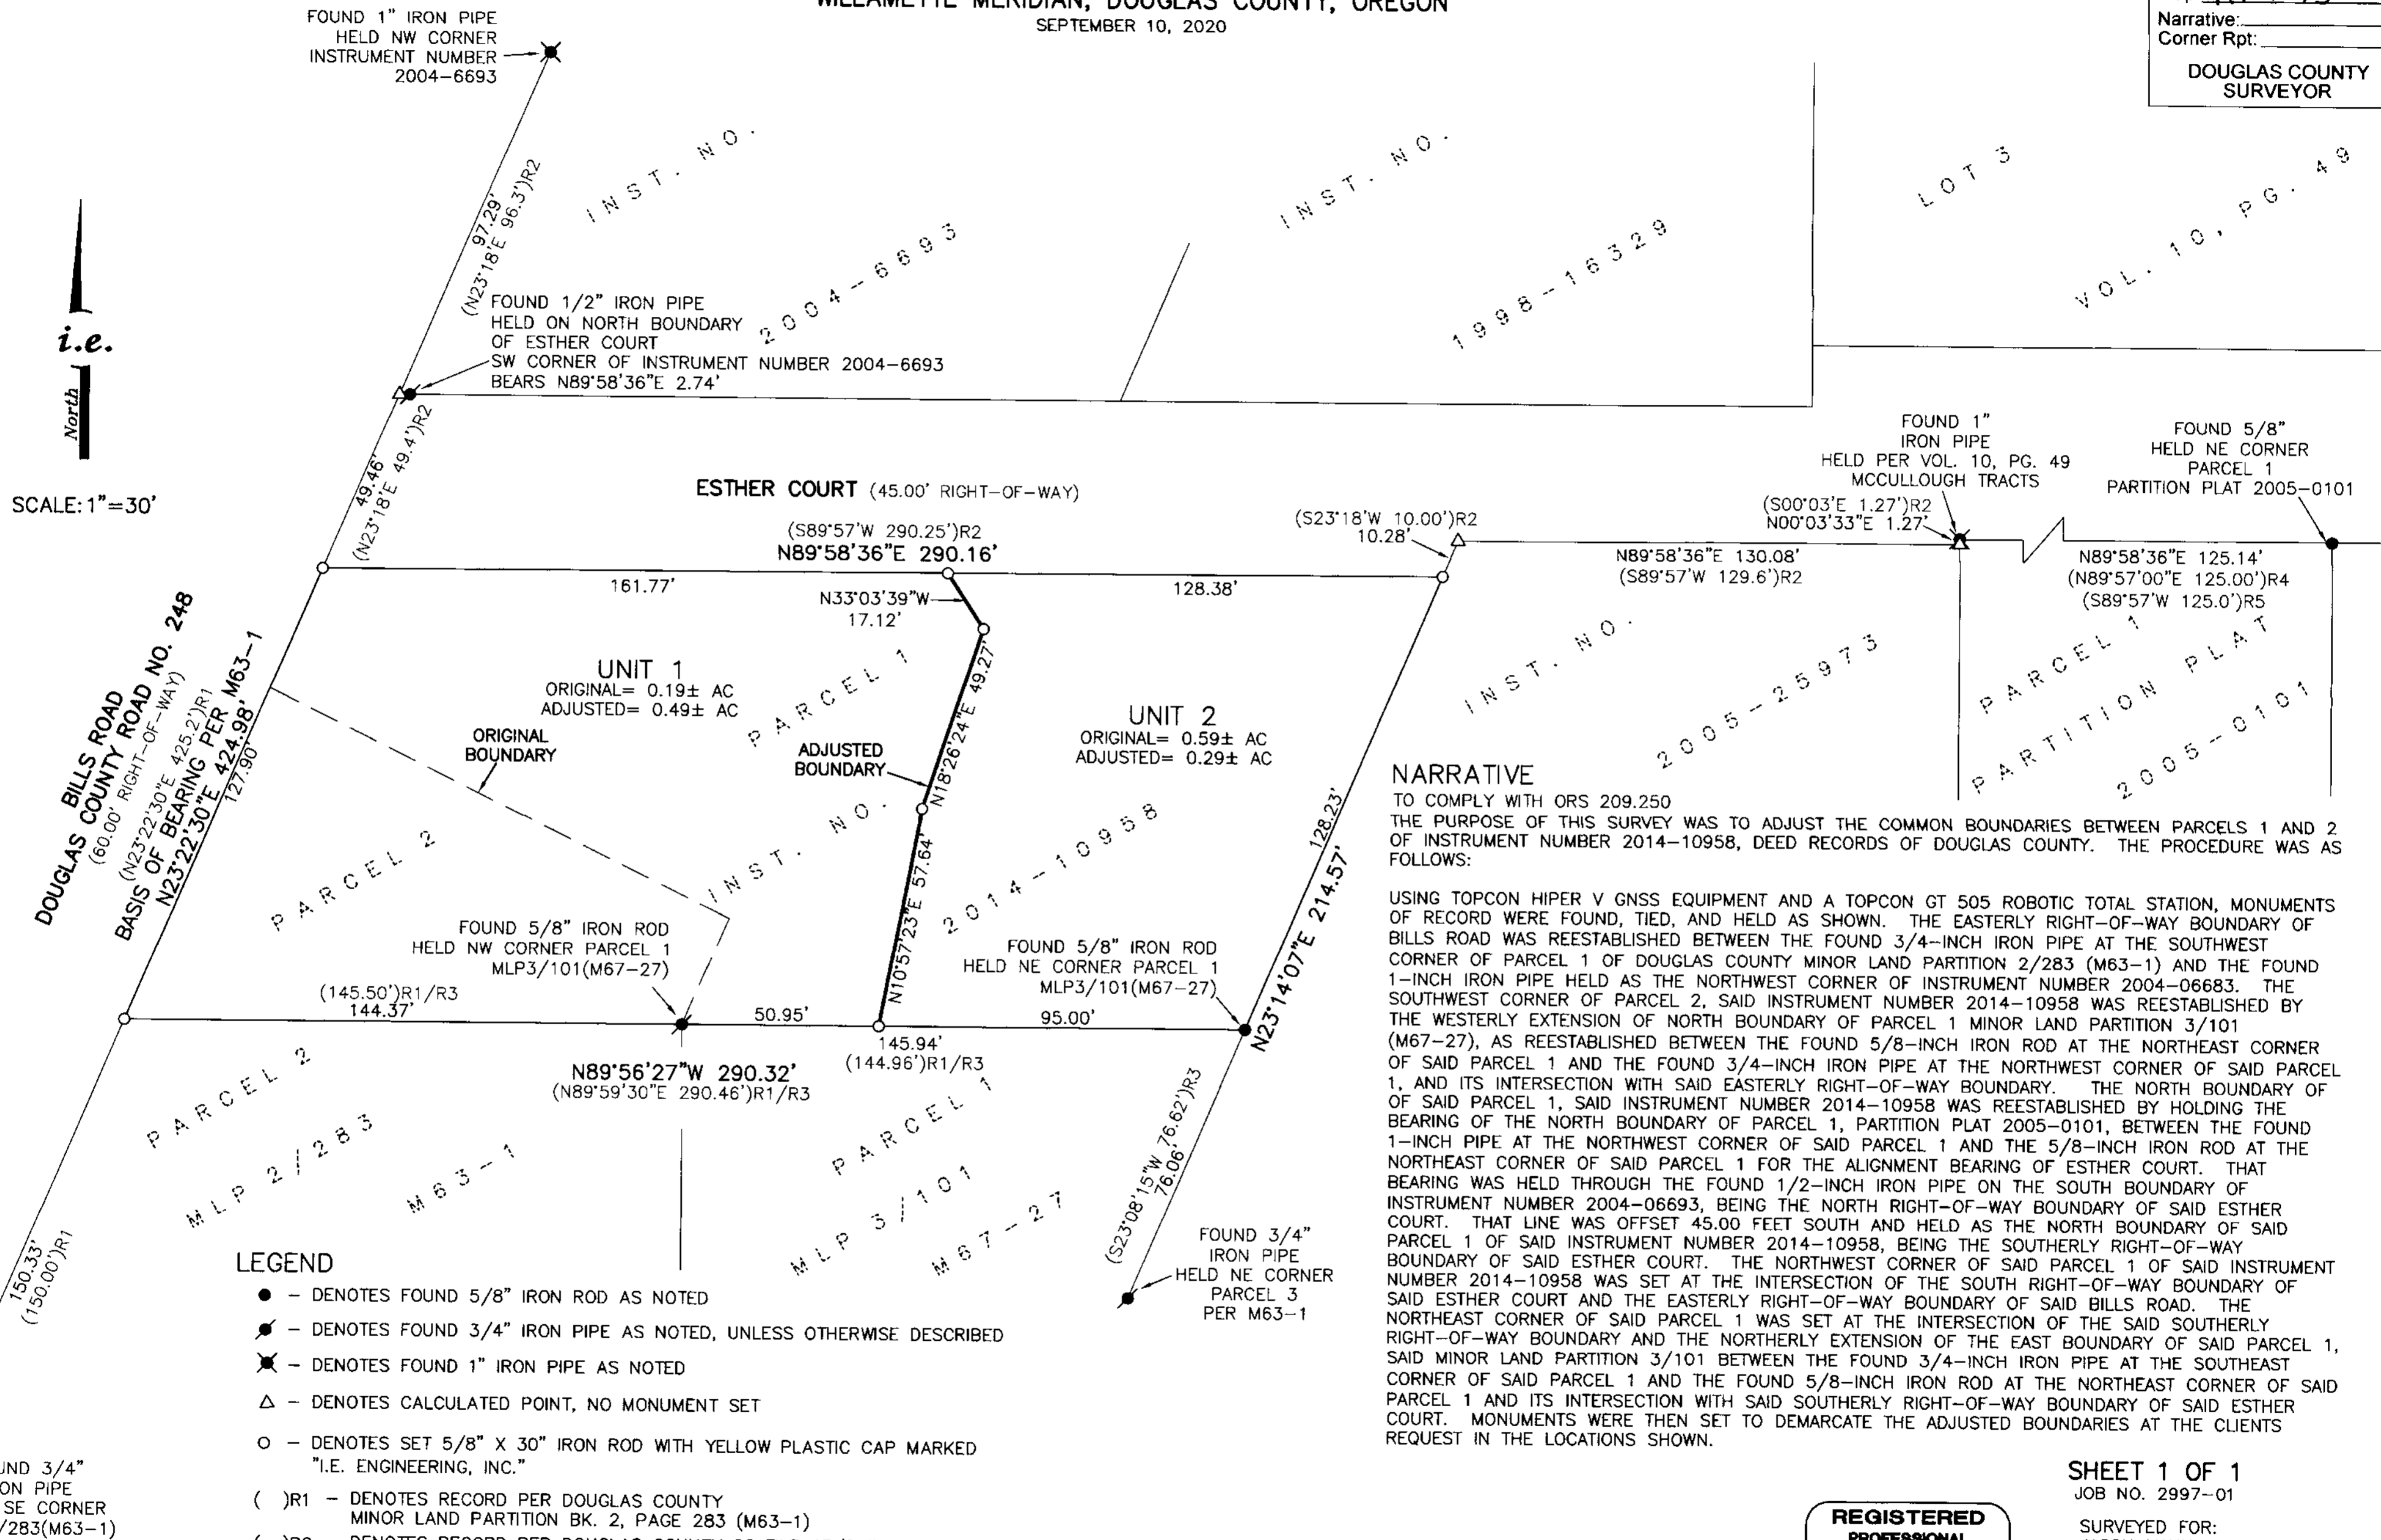 WILLAMETTE MERIDIAN, DOUGLAS COUNTY, OREGON
SEPTEMBER 10, 2020
Narrative:
Corner Rpt:
DOUGLAS COUNTY
SURVEYOR
FOUND 1" IRON PIPE
HELD NW CORNER
INSTRUMENT NUMBER
2004-6693
97.29'
(N23°18'E 96.3')R2
INST. NO.
2004-6693
INST. NO.
1998-16329
LOT 3
VOL. 10, PG. 49
i.e.
North
SCALE: 1"=30'
FOUND 1/2" IRON PIPE
HELD ON NORTH BOUNDARY
OF ESTHER COURT
SW CORNER OF INSTRUMENT NUMBER 2004-6693
BEARS N89°58'36"E 2.74'
49.46'
(N23°18'E 49.4')R2
ESTHER COURT (45.00' RIGHT-OF-WAY)
(S89°57'W 290.25')R2
N89°58'36"E 290.16'
161.77'
128.38'
(S23°18'W 10.00')R2
10.28'
FOUND 1"
IRON PIPE
HELD PER VOL. 10, PG. 49
MCCULLOUGH TRACTS
(S00°03'E 1.27')R2
N00°03'33"E 1.27'
FOUND 5/8"
HELD NE CORNER
PARCEL 1
PARTITION PLAT 2005-0101
N89°58'36"E 130.08'
(S89°57'W 129.6')R2
N89°58'36"E 125.14'
(N89°57'00"E 125.00')R4
(S89°57'W 125.0')R5
N33°03'39"W
17.12'
BILLS ROAD
DOUGLAS COUNTY ROAD NO. 248
(60.00' RIGHT-OF-WAY)
(N23°22'30"E 425.2')R1
BASIS OF BEARING PER M63-1
N23°22'30"E 424.98'
127.90'
UNIT 1
ORIGINAL= 0.19± AC
ADJUSTED= 0.49± AC
ORIGINAL
BOUNDARY
ADJUSTED
BOUNDARY
N18°26'24"E 49.27'
N10°57'23"E 57.64'
UNIT 2
ORIGINAL= 0.59± AC
ADJUSTED= 0.29± AC
PARCEL 1
INST. NO.
2014-10958
PARCEL 2
INST. NO.
2005-25973
PARCEL 1
PARTITION PLAT
2005-0101
128.23'
N23°14'07"E 214.57'
FOUND 5/8" IRON ROD
HELD NW CORNER PARCEL 1
MLP3/101(M67-27)
FOUND 5/8" IRON ROD
HELD NE CORNER PARCEL 1
MLP3/101(M67-27)
(145.50')R1/R3
144.37'
50.95'
95.00'
145.94'
(144.96')R1/R3
N89°56'27"W 290.32'
(N89°59'30"E 290.46')R1/R3
PARCEL 2
MLP 2/283
M63-1
PARCEL 1
MLP 3/101
M67-27
(S23°08'15"W 76.62')R3
76.06'
FOUND 3/4"
IRON PIPE
HELD NE CORNER
PARCEL 3
PER M63-1
150.33'
(150.00')R1
NARRATIVE
TO COMPLY WITH ORS 209.250
THE PURPOSE OF THIS SURVEY WAS TO ADJUST THE COMMON BOUNDARIES BETWEEN PARCELS 1 AND 2
OF INSTRUMENT NUMBER 2014-10958, DEED RECORDS OF DOUGLAS COUNTY. THE PROCEDURE WAS AS
FOLLOWS:
USING TOPCON HIPER V GNSS EQUIPMENT AND A TOPCON GT 505 ROBOTIC TOTAL STATION, MONUMENTS
OF RECORD WERE FOUND, TIED, AND HELD AS SHOWN. THE EASTERLY RIGHT-OF-WAY BOUNDARY OF
BILLS ROAD WAS REESTABLISHED BETWEEN THE FOUND 3/4-INCH IRON PIPE AT THE SOUTHWEST
CORNER OF PARCEL 1 OF DOUGLAS COUNTY MINOR LAND PARTITION 2/283 (M63-1) AND THE FOUND
1-INCH IRON PIPE HELD AS THE NORTHWEST CORNER OF INSTRUMENT NUMBER 2004-06683. THE
SOUTHWEST CORNER OF PARCEL 2, SAID INSTRUMENT NUMBER 2014-10958 WAS REESTABLISHED BY
THE WESTERLY EXTENSION OF NORTH BOUNDARY OF PARCEL 1 MINOR LAND PARTITION 3/101
(M67-27), AS REESTABLISHED BETWEEN THE FOUND 5/8-INCH IRON ROD AT THE NORTHEAST CORNER
OF SAID PARCEL 1 AND THE FOUND 3/4-INCH IRON PIPE AT THE NORTHWEST CORNER OF SAID PARCEL
1, AND ITS INTERSECTION WITH SAID EASTERLY RIGHT-OF-WAY BOUNDARY. THE NORTH BOUNDARY OF
OF SAID PARCEL 1, SAID INSTRUMENT NUMBER 2014-10958 WAS REESTABLISHED BY HOLDING THE
BEARING OF THE NORTH BOUNDARY OF PARCEL 1, PARTITION PLAT 2005-0101, BETWEEN THE FOUND
1-INCH PIPE AT THE NORTHWEST CORNER OF SAID PARCEL 1 AND THE 5/8-INCH IRON ROD AT THE
NORTHEAST CORNER OF SAID PARCEL 1 FOR THE ALIGNMENT BEARING OF ESTHER COURT. THAT
BEARING WAS HELD THROUGH THE FOUND 1/2-INCH IRON PIPE ON THE SOUTH BOUNDARY OF
INSTRUMENT NUMBER 2004-06693, BEING THE NORTH RIGHT-OF-WAY BOUNDARY OF SAID ESTHER
COURT. THAT LINE WAS OFFSET 45.00 FEET SOUTH AND HELD AS THE NORTH BOUNDARY OF SAID
PARCEL 1 OF SAID INSTRUMENT NUMBER 2014-10958, BEING THE SOUTHERLY RIGHT-OF-WAY
BOUNDARY OF SAID ESTHER COURT. THE NORTHWEST CORNER OF SAID PARCEL 1 OF SAID INSTRUMENT
NUMBER 2014-10958 WAS SET AT THE INTERSECTION OF THE SOUTH RIGHT-OF-WAY BOUNDARY OF
SAID ESTHER COURT AND THE EASTERLY RIGHT-OF-WAY BOUNDARY OF SAID BILLS ROAD. THE
NORTHEAST CORNER OF SAID PARCEL 1 WAS SET AT THE INTERSECTION OF THE SAID SOUTHERLY
RIGHT-OF-WAY BOUNDARY AND THE NORTHERLY EXTENSION OF THE EAST BOUNDARY OF SAID PARCEL 1,
SAID MINOR LAND PARTITION 3/101 BETWEEN THE FOUND 3/4-INCH IRON PIPE AT THE SOUTHEAST
CORNER OF SAID PARCEL 1 AND THE FOUND 5/8-INCH IRON ROD AT THE NORTHEAST CORNER OF SAID
PARCEL 1 AND ITS INTERSECTION WITH SAID SOUTHERLY RIGHT-OF-WAY BOUNDARY OF SAID ESTHER
COURT. MONUMENTS WERE THEN SET TO DEMARCATE THE ADJUSTED BOUNDARIES AT THE CLIENTS
REQUEST IN THE LOCATIONS SHOWN.
LEGEND
- DENOTES FOUND 5/8" IRON ROD AS NOTED
- DENOTES FOUND 3/4" IRON PIPE AS NOTED, UNLESS OTHERWISE DESCRIBED
- DENOTES FOUND 1" IRON PIPE AS NOTED
- DENOTES CALCULATED POINT, NO MONUMENT SET
- DENOTES SET 5/8" X 30" IRON ROD WITH YELLOW PLASTIC CAP MARKED
"I.E. ENGINEERING, INC."
( )R1 - DENOTES RECORD PER DOUGLAS COUNTY
MINOR LAND PARTITION BK. 2, PAGE 283 (M63-1)
3/4"
PIPE
SE CORNER
/283(M63-1)
SHEET 1 OF 1
JOB NO. 2997-01
SURVEYED FOR:
REGISTERED
PROFESSIONAL